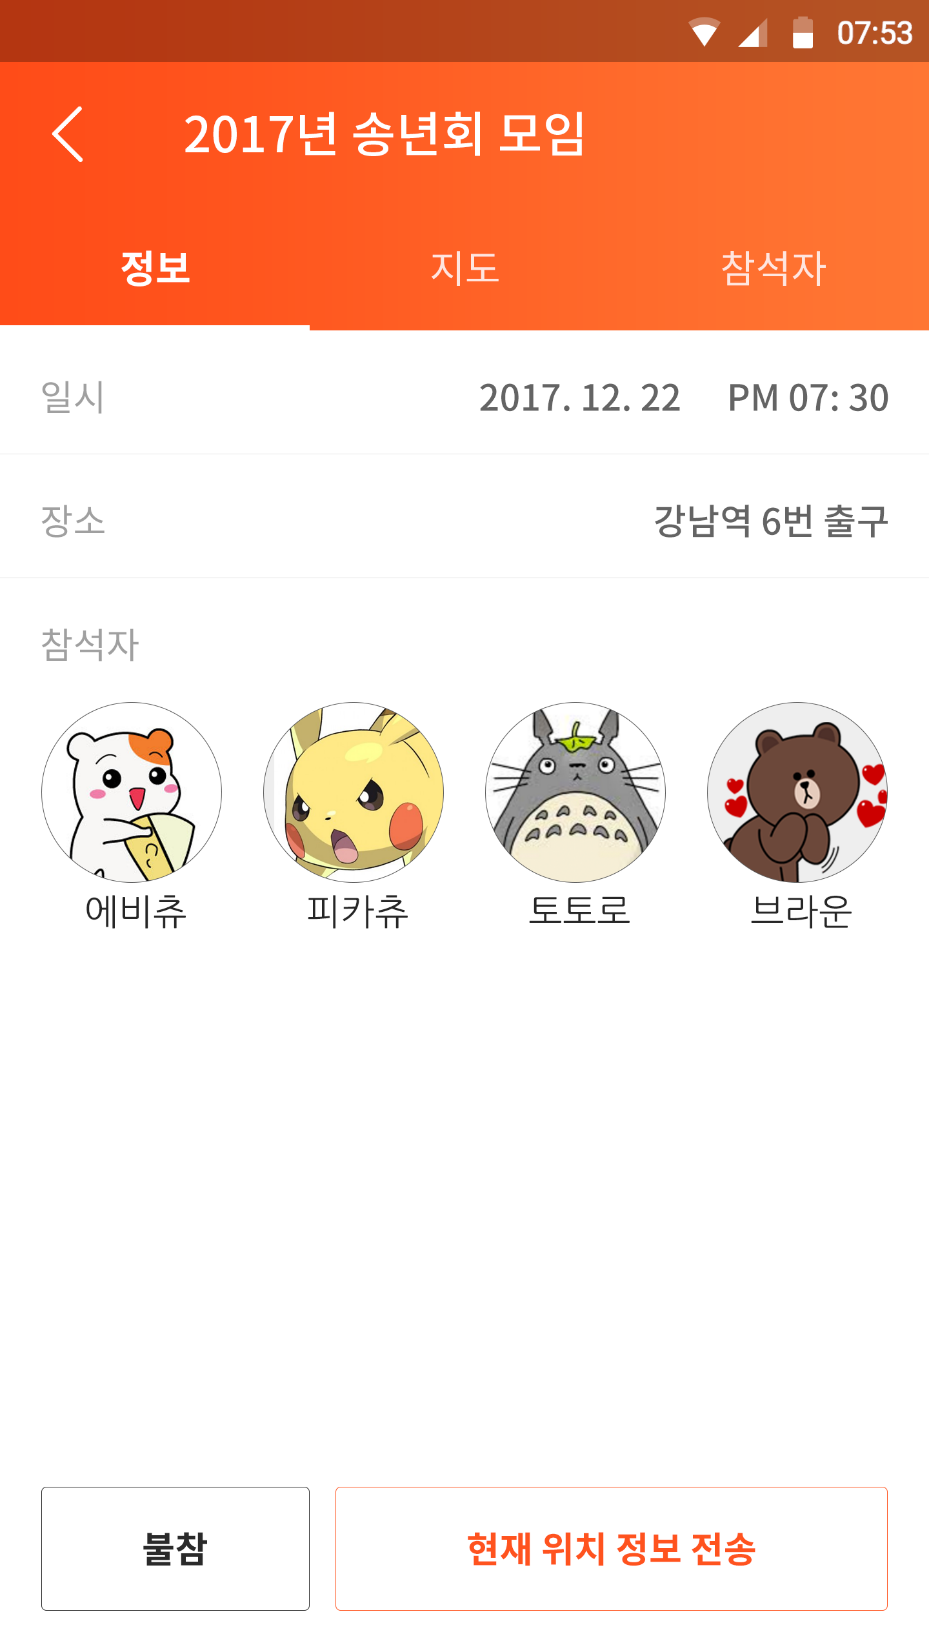 07:53
2017년 송년회 모임
정보 지도 참석자
일시 2017. 12. 22 PM 07: 30
장소 강남역 6번 출구
참석자
에비츄 피카츄 토토로 브라운
불참 현재 위치 정보 전송